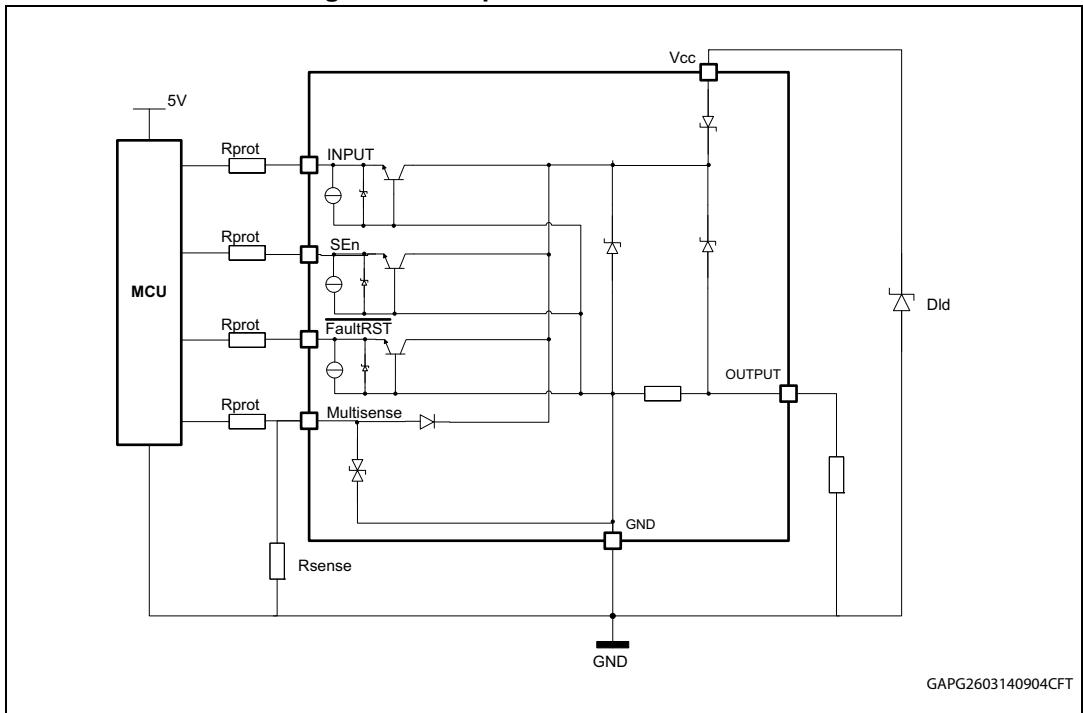 Vcc
5V
Rprot
INPUT
Rprot
SEn
MCU
Dld
Rprot
FaultRST
OUTPUT
Rprot
Multisense
GND
Rsense
GND
GAPG2603140904CFT